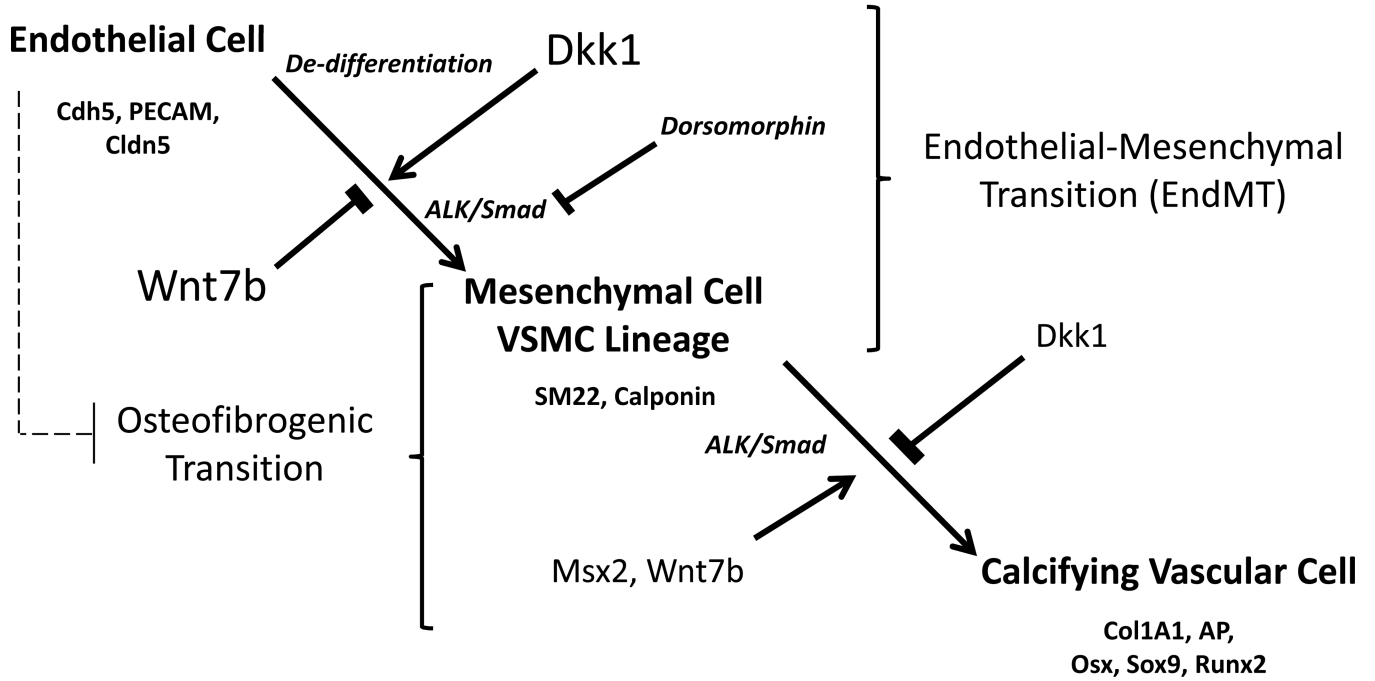 Endothelial Cell
De-differentiation
Dkk1
Cdh5, PECAM,
Cldn5
Dorsomorphin
Endothelial-Mesenchymal
Transition (EndMT)
ALK/Smad
Wnt7b
Mesenchymal Cell
VSMC Lineage
Dkk1
SM22, Calponin
Osteofibrogenic
Transition
ALK/Smad
Msx2, Wnt7b
Calcifying Vascular Cell
Col1A1, AP,
Osx, Sox9, Runx2